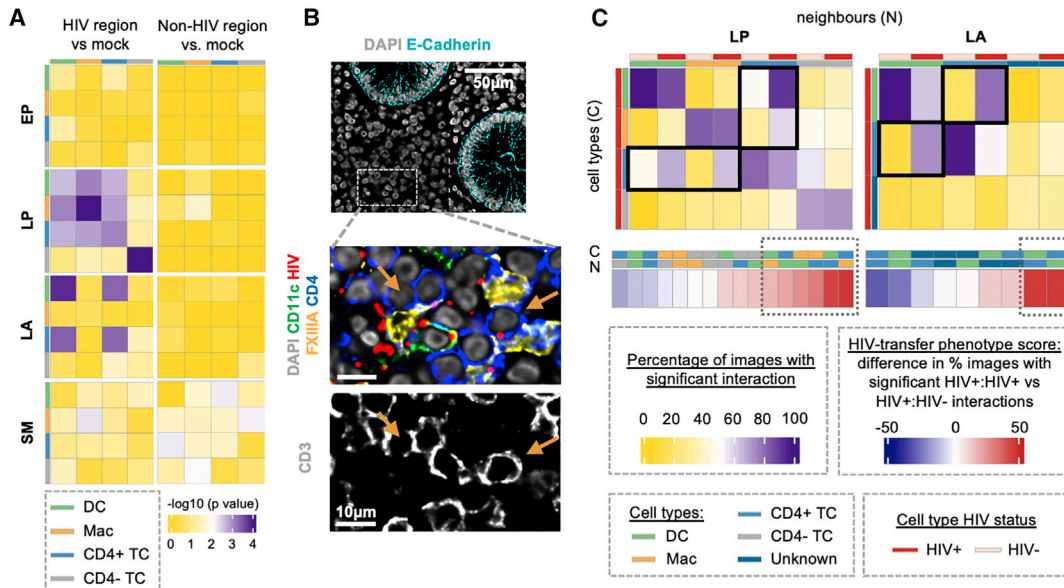 A
HIV region
vs mock
Non-HIV region
vs. mock
EP
LP
LA
SM
DC
Mac
CD4+ TC
CD4- TC
-log10 (p value)
0 1 2 3 4
B
DAPI E-Cadherin
50μm
DAPI CD11c HIV
FXIIIA CD4
CD3
10μm
C
neighbours (N)
LP
LA
cell types (C)
C
N
Percentage of images with
significant interaction
0 20 40 60 80 100
HIV-transfer phenotype score:
difference in % images with
significant HIV+:HIV+ vs
HIV+:HIV- interactions
-50 0 50
Cell types:
DC
Mac
CD4+ TC
CD4- TC
Unknown
Cell type HIV status
HIV+
HIV-